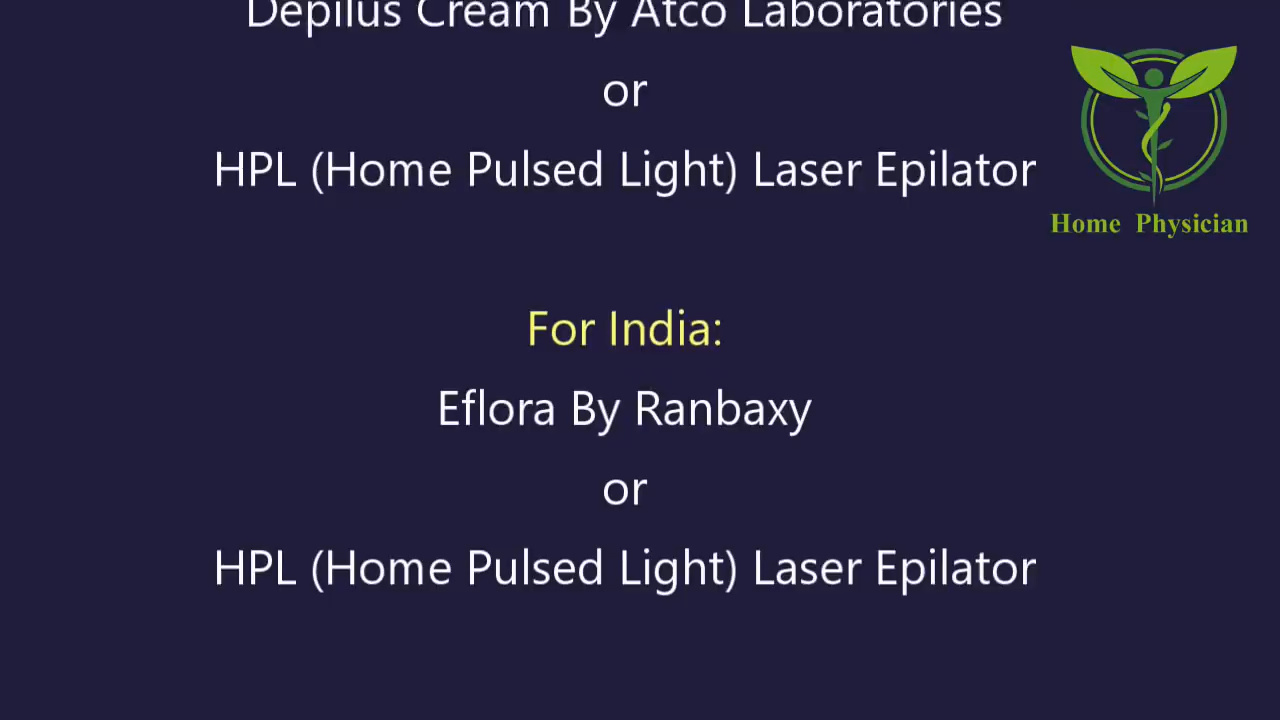 Depilus Cream By Atco Laboratories
or
HPL (Home Pulsed Light) Laser Epilator
Home Physician
For India:
Eflora By Ranbaxy
or
HPL (Home Pulsed Light) Laser Epilator